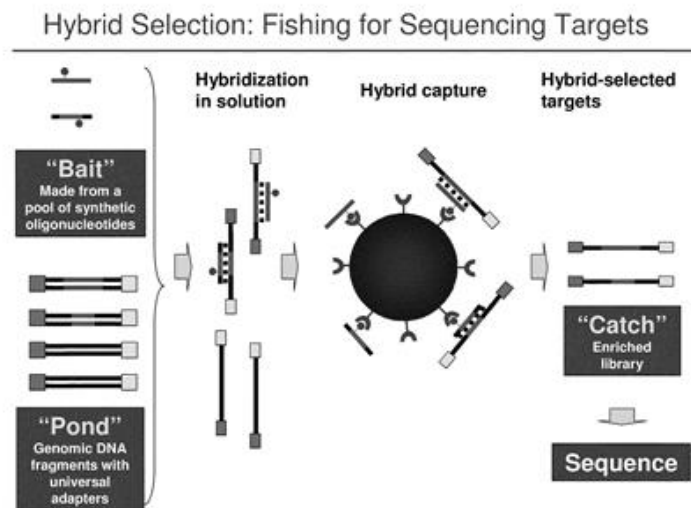 Hybrid Selection: Fishing for Sequencing Targets
Hybridization
in solution
Hybrid capture
Hybrid-selected
targets
“Bait”
Made from a
pool of synthetic
oligonucleotides
“Pond”
Genomic DNA
fragments with
universal
adapters
“Catch”
Enriched
library
Sequence